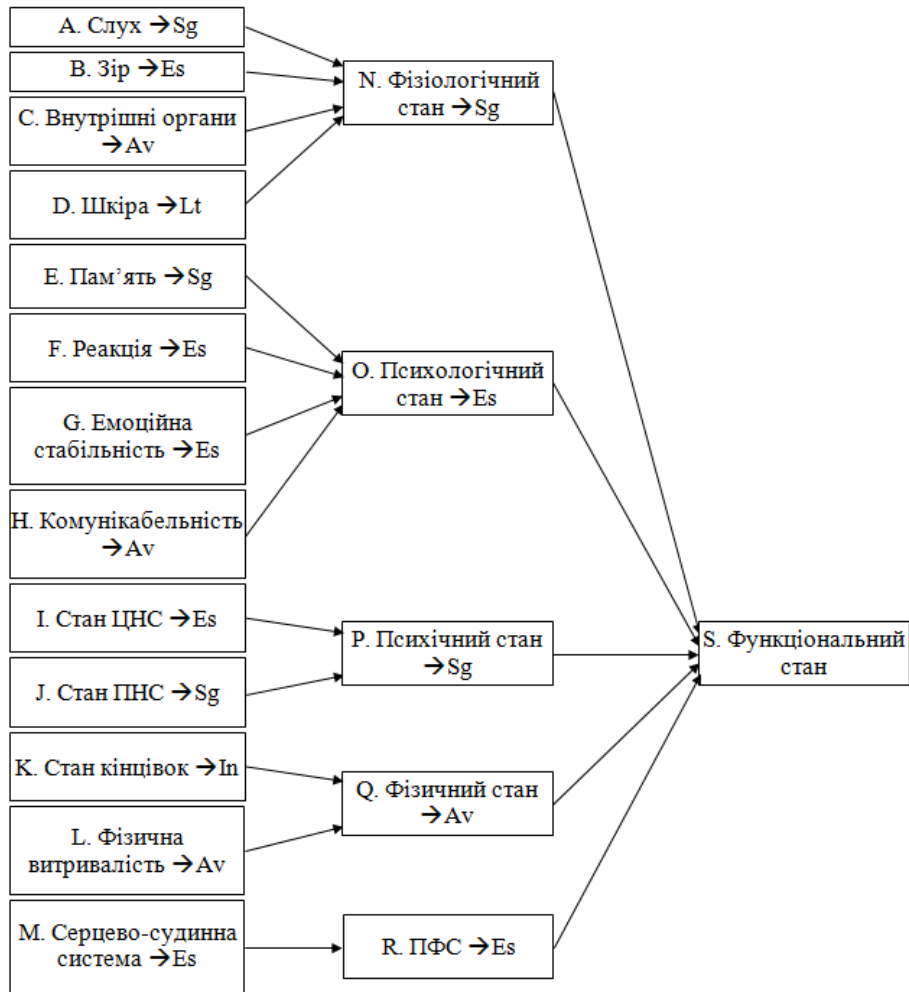 A. Слух →Sg
B. Зір →Es
C. Внутрішні органи
→Av
D. Шкіра →Lt
E. Пам’ять →Sg
F. Реакція →Es
G. Емоційна
стабільність →Es
H. Комунікабельність
→Av
I. Стан ЦНС →Es
J. Стан ПНС →Sg
K. Стан кінцівок →In
L. Фізична
витривалість →Av
M. Серцево-судинна
система →Es
N. Фізіологічний
стан →Sg
O. Психологічний
стан →Es
P. Психічний стан
→Sg
Q. Фізичний стан
→Av
R. ПФС →Es
S. Функціональний
стан